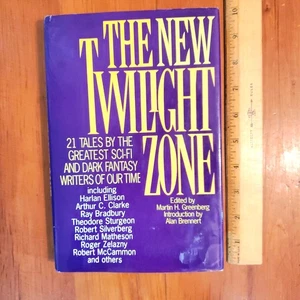 THE NEW
TWILIGHT
ZONE
21 TALES BY THE
GREATEST SCI-FI
AND DARK FANTASY
WRITERS OF OUR TIME
including
Harlan Ellison
Arthur C. Clarke
Ray Bradbury
Theodore Sturgeon
Robert Silverberg
Richard Matheson
Roger Zelazny
Robert McCammon
and others
Edited by
Martin H. Greenberg
Introduction by
Alan Brennert